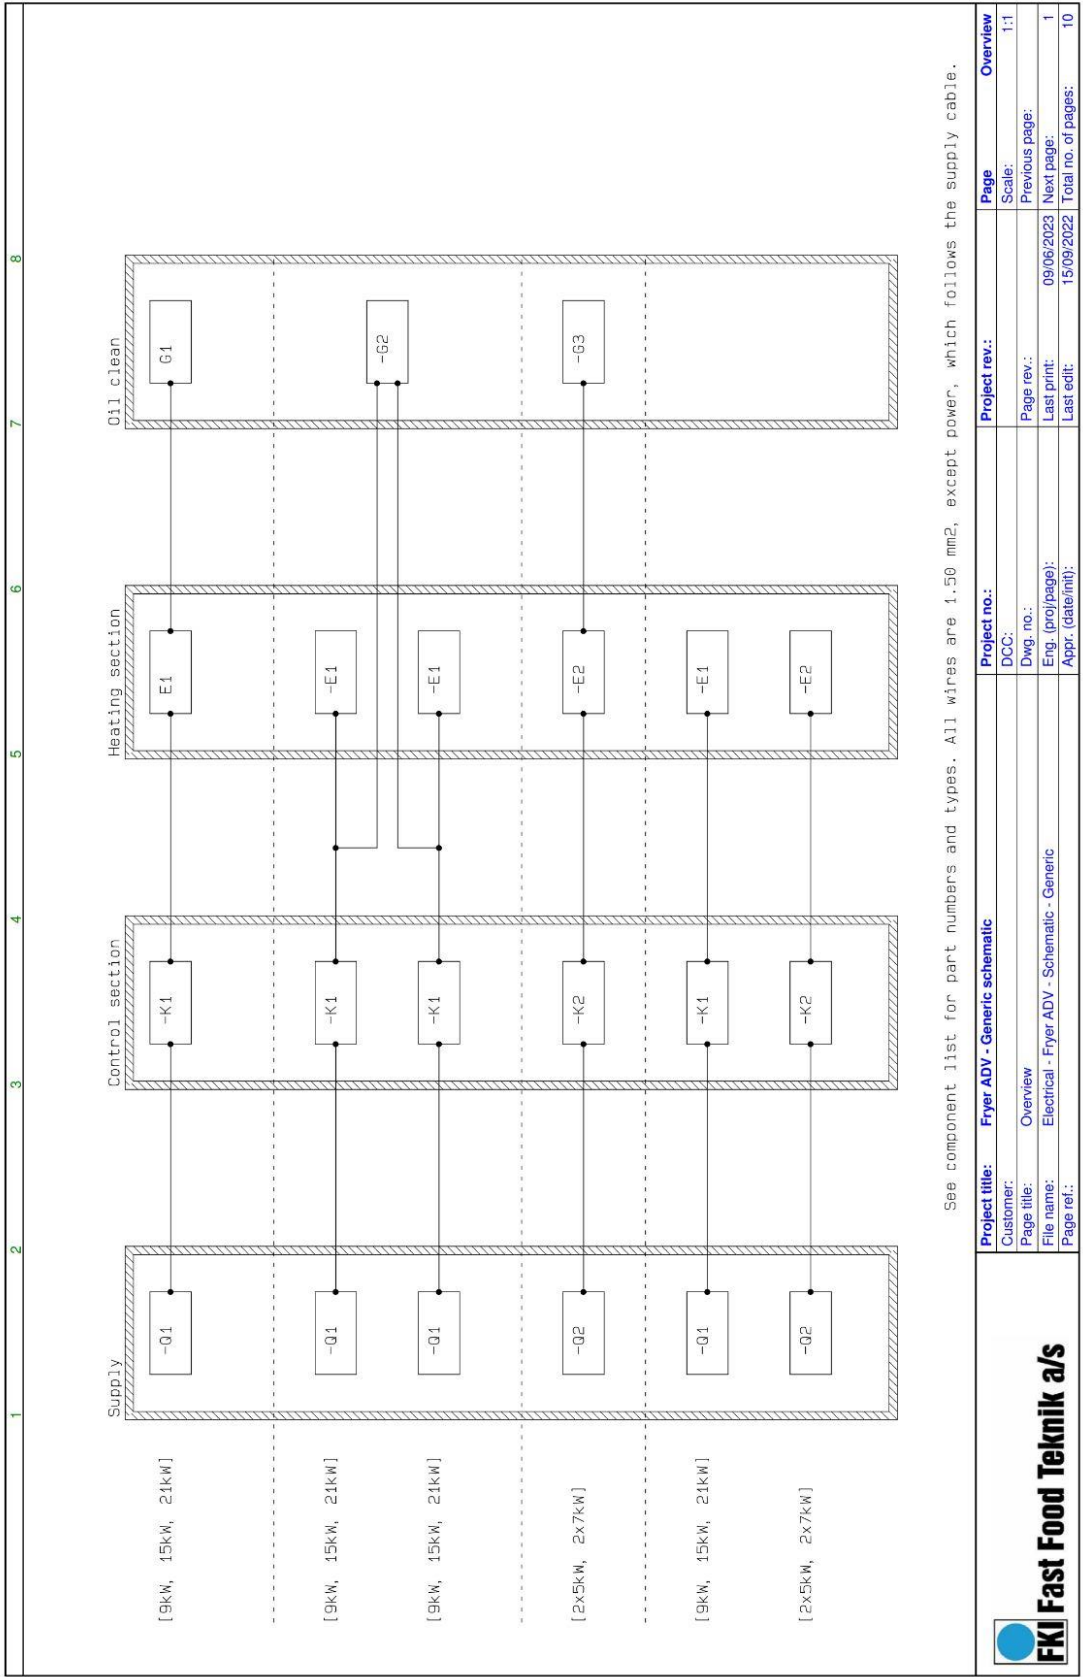 1 2 3 4 5 6 7 8
Supply Control section Heating section Oil clean
[9kW, 15kW, 21kW] -Q1 -K1 E1 G1
[9kW, 15kW, 21kW] -Q1 -K1 -E1
-G2
[9kW, 15kW, 21kW] -Q1 -K1 -E1
[2x5kW, 2x7kW] -Q2 -K2 -E2 -G3
[9kW, 15kW, 21kW] -Q1 -K1 -E1
[2x5kW, 2x7kW] -Q2 -K2 -E2
See component list for part numbers and types. All wires are 1.50 mm2, except power, which follows the supply cable.
FKI Fast Food Teknik a/s
Project title: Fryer ADV - Generic schematic Project no.: Project rev.: Page Overview
Customer: DCC: Scale: 1:1
Page title: Overview Dwg. no.: Page rev.: Previous page:
File name: Electrical - Fryer ADV - Schematic - Generic Eng. (proj/page): Last print: 09/06/2023 Next page: 1
Page ref.: Appr. (date/init): Last edit: 15/09/2022 Total no. of pages: 10